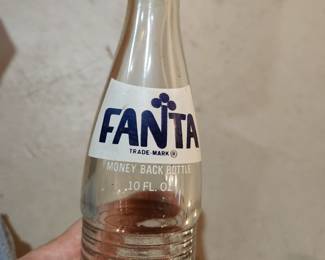 FANTA
TRADE-MARK ®
MONEY BACK BOTTLE
10 FL. OZ.